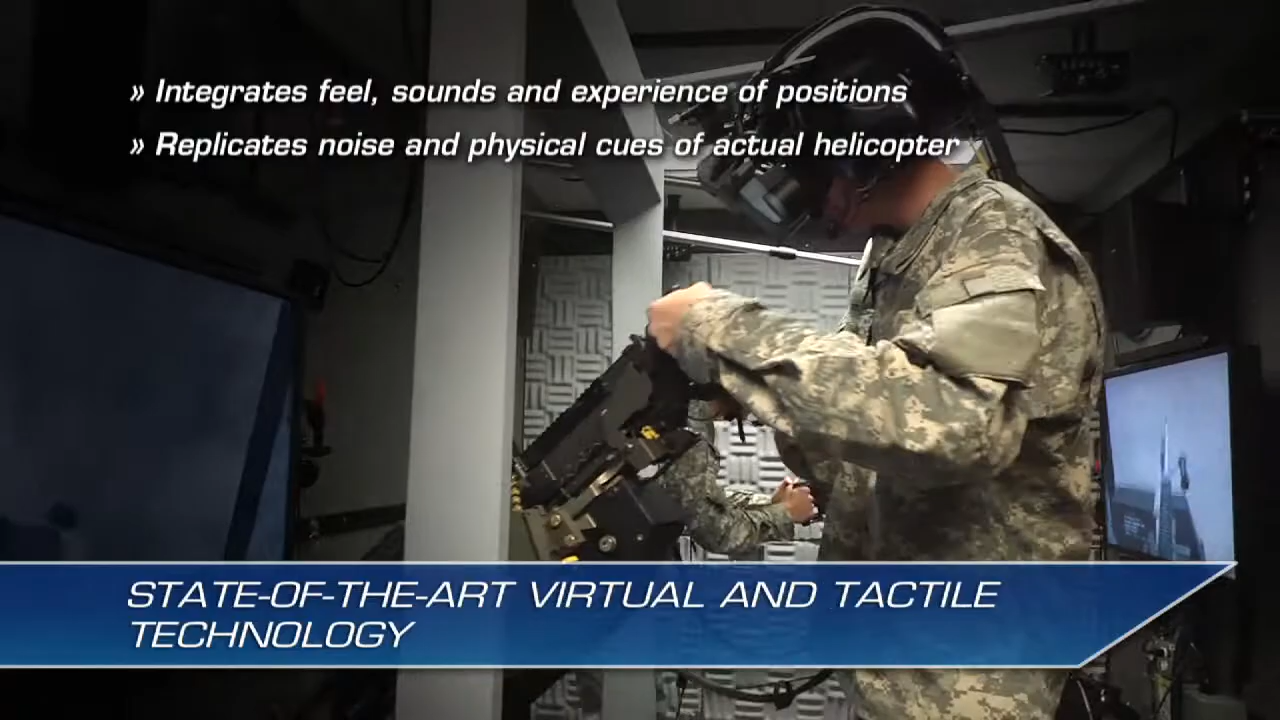 » Integrates feel, sounds and experience of positions
» Replicates noise and physical cues of actual helicopter
STATE-OF-THE-ART VIRTUAL AND TACTILE
TECHNOLOGY